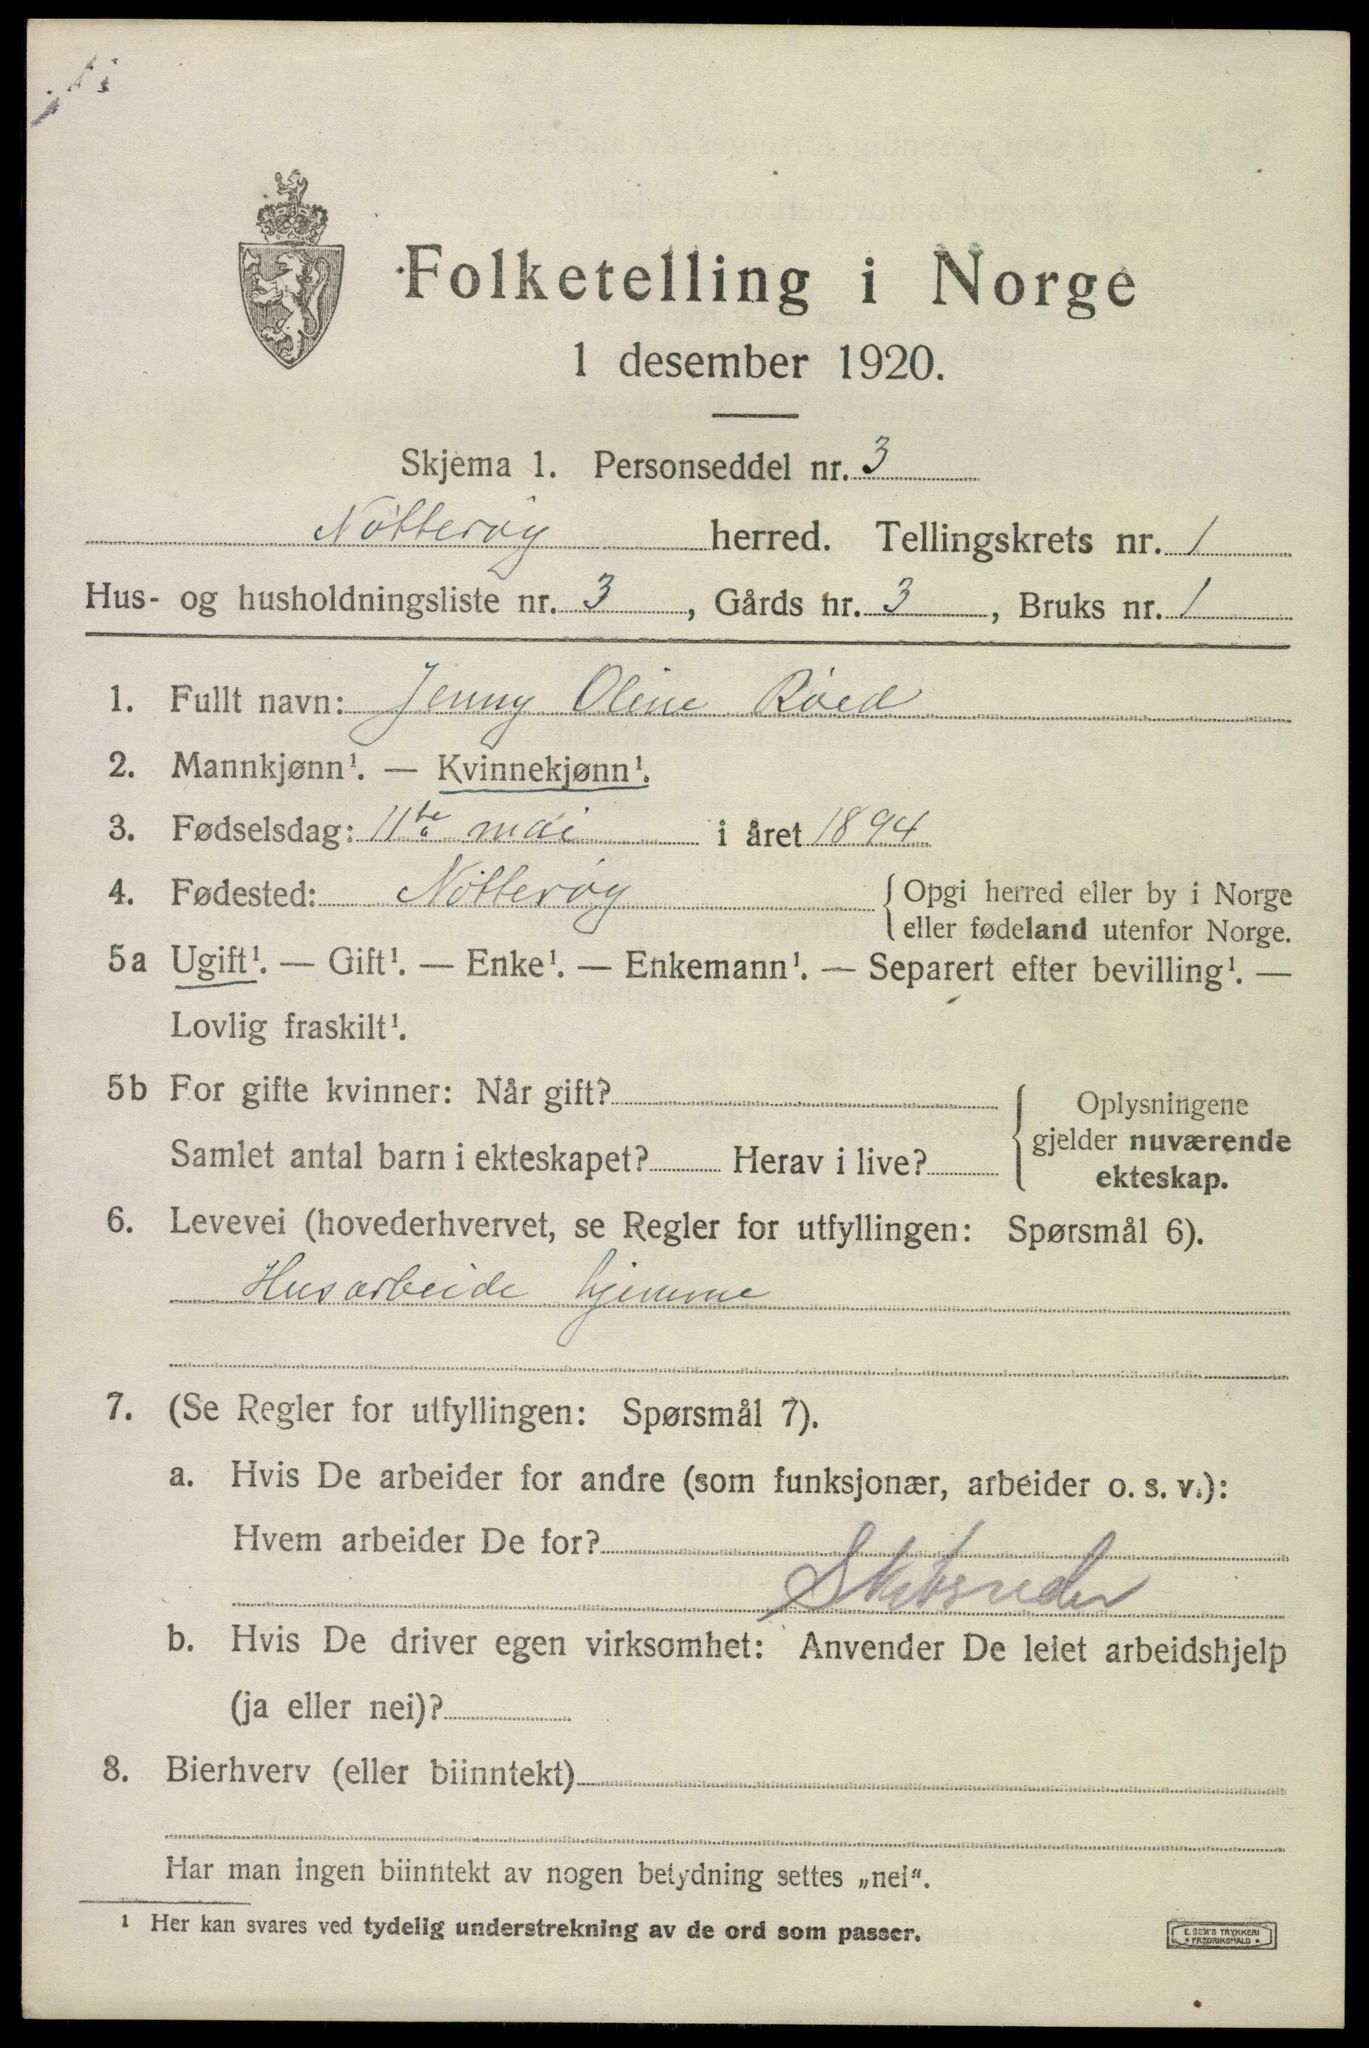 Folketelling i Norge
1 desember 1920.
Skjema 1. Personseddel nr. 3
Nötteröy herred. Tellingskrets nr. 1
Hus- og husholdningsliste nr. 3, Gårds nr. 3, Bruks nr. 1
1. Fullt navn: Jenny Oline Röed
2. Mannkjønn¹. — Kvinnekjønn¹.
3. Fødselsdag: 11te mai i året 1894
4. Fødested: Nötteröy { Opgi herred eller by i Norge
eller fødeland utenfor Norge.
5a Ugift¹. — Gift¹. — Enke¹. — Enkemann¹. — Separert efter bevilling¹. —
Lovlig fraskilt¹.
5b For gifte kvinner: Når gift? { Oplysningene
gjelder nuværende
Samlet antal barn i ekteskapet? Herav i live?
ekteskap.
6. Levevei (hovederhvervet, se Regler for utfyllingen: Spørsmål 6).
Husarbeide hjemme
7. (Se Regler for utfyllingen: Spørsmål 7).
a. Hvis De arbeider for andre (som funksjonær, arbeider o. s. v.):
Hvem arbeider De for?
Skibsreder
b. Hvis De driver egen virksomhet: Anvender De leiet arbeidshjelp
(ja eller nei)?
8. Bierhverv (eller biinntekt)
Har man ingen biinntekt av nogen betydning settes „nei“.
¹ Her kan svares ved tydelig understrekning av de ord som passer.
E. SEM'S TRYKKERI
FREDRIKSHALD